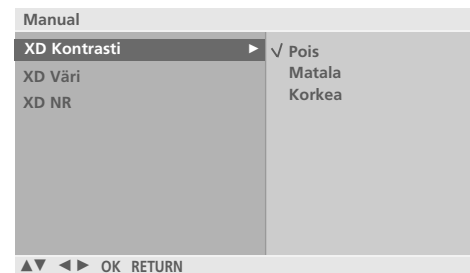 Manual
XD Kontrasti ► √ Pois
XD Väri Matala
XD NR Korkea
▲▼ ◄► OK RETURN